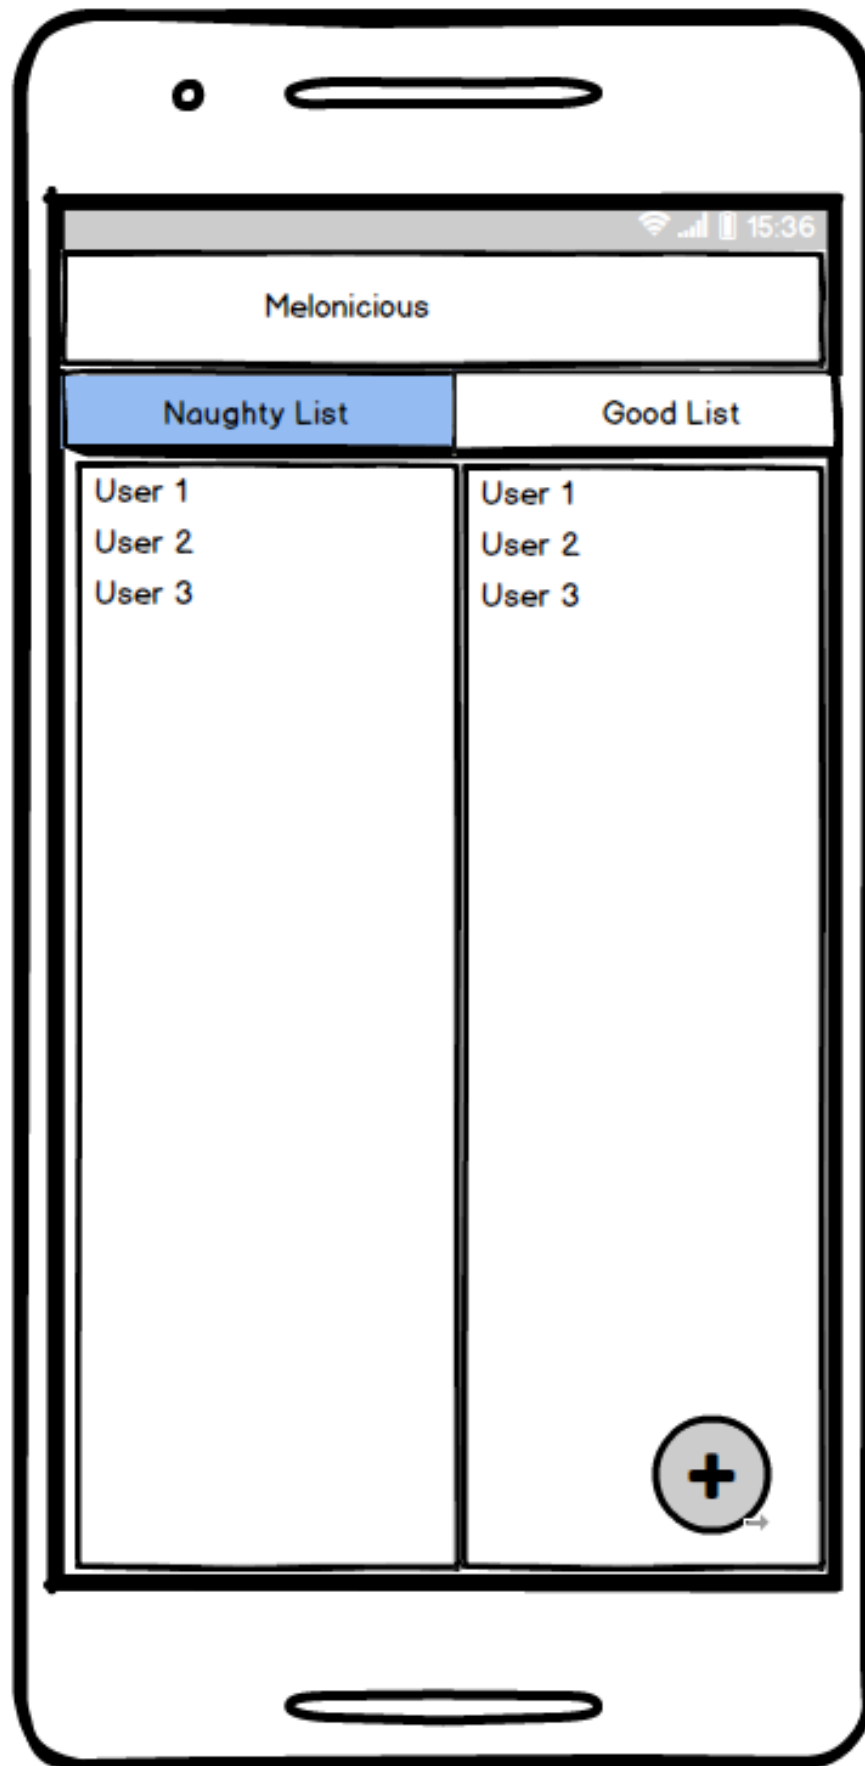 15:36
Melonicious
Naughty List
Good List
User 1
User 2
User 3
User 1
User 2
User 3